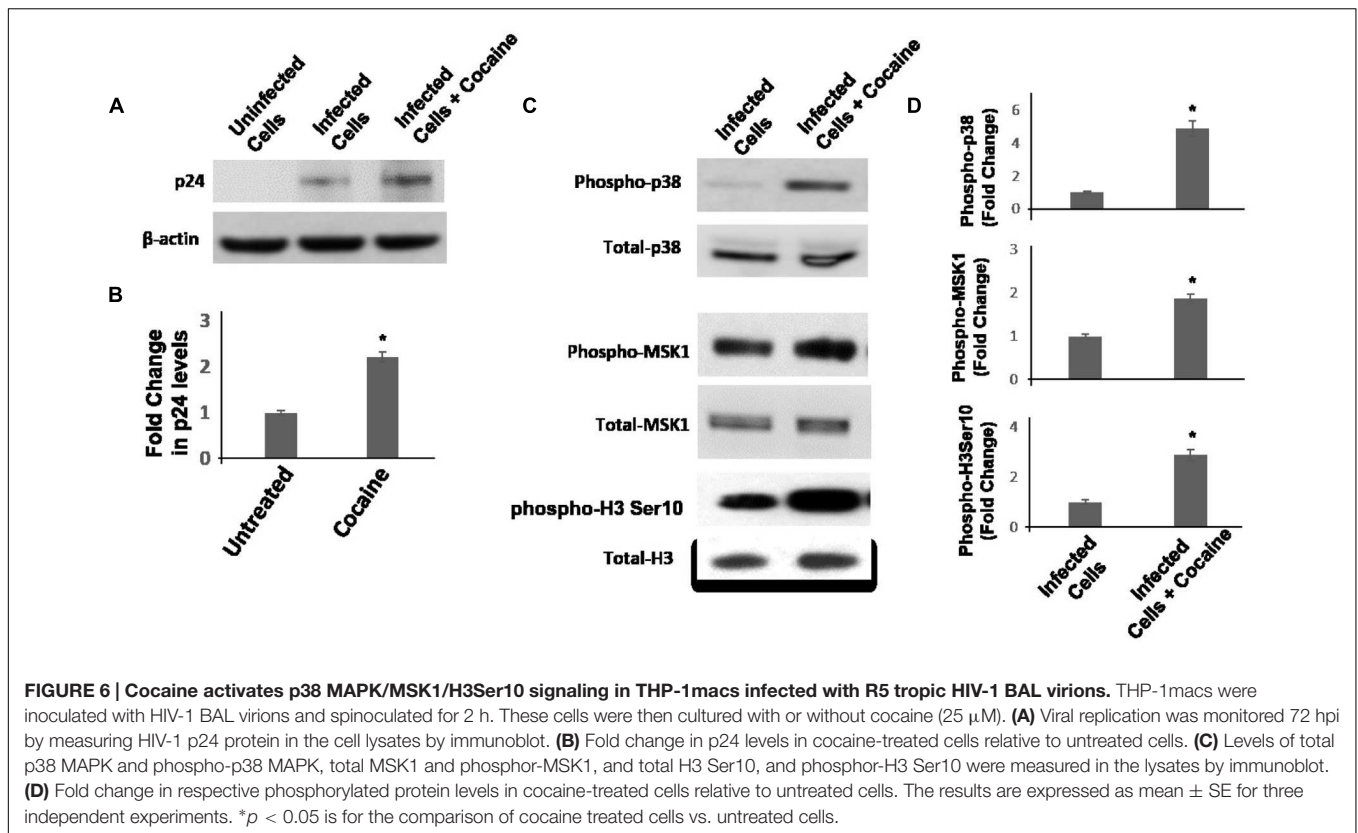 A
Uninfected
Cells
Infected
Cells
Infected
Cells + Cocaine
p24
β-actin
B
Fold Change
in p24 levels
3
2
1
0
*
Untreated
Cocaine
C
Infected
Cells
Infected
Cells + Cocaine
Phospho-p38
Total-p38
Phospho-MSK1
Total-MSK1
phospho-H3 Ser10
Total-H3
D
Phospho-p38
(Fold Change)
6
4
2
0
*
Phospho-MSK1
(Fold Change)
3
2
1
0
*
Phospho-H3Ser10
(Fold Change)
4
2
0
*
Infected
Cells
Infected
Cells + Cocaine
FIGURE 6 | Cocaine activates p38 MAPK/MSK1/H3Ser10 signaling in THP-1macs infected with R5 tropic HIV-1 BAL virions. THP-1macs were
inoculated with HIV-1 BAL virions and spinoculated for 2 h. These cells were then cultured with or without cocaine (25 μM). (A) Viral replication was monitored 72 hpi
by measuring HIV-1 p24 protein in the cell lysates by immunoblot. (B) Fold change in p24 levels in cocaine-treated cells relative to untreated cells. (C) Levels of total
p38 MAPK and phospho-p38 MAPK, total MSK1 and phosphor-MSK1, and total H3 Ser10, and phosphor-H3 Ser10 were measured in the lysates by immunoblot.
(D) Fold change in respective phosphorylated protein levels in cocaine-treated cells relative to untreated cells. The results are expressed as mean ± SE for three
independent experiments. *p < 0.05 is for the comparison of cocaine treated cells vs. untreated cells.